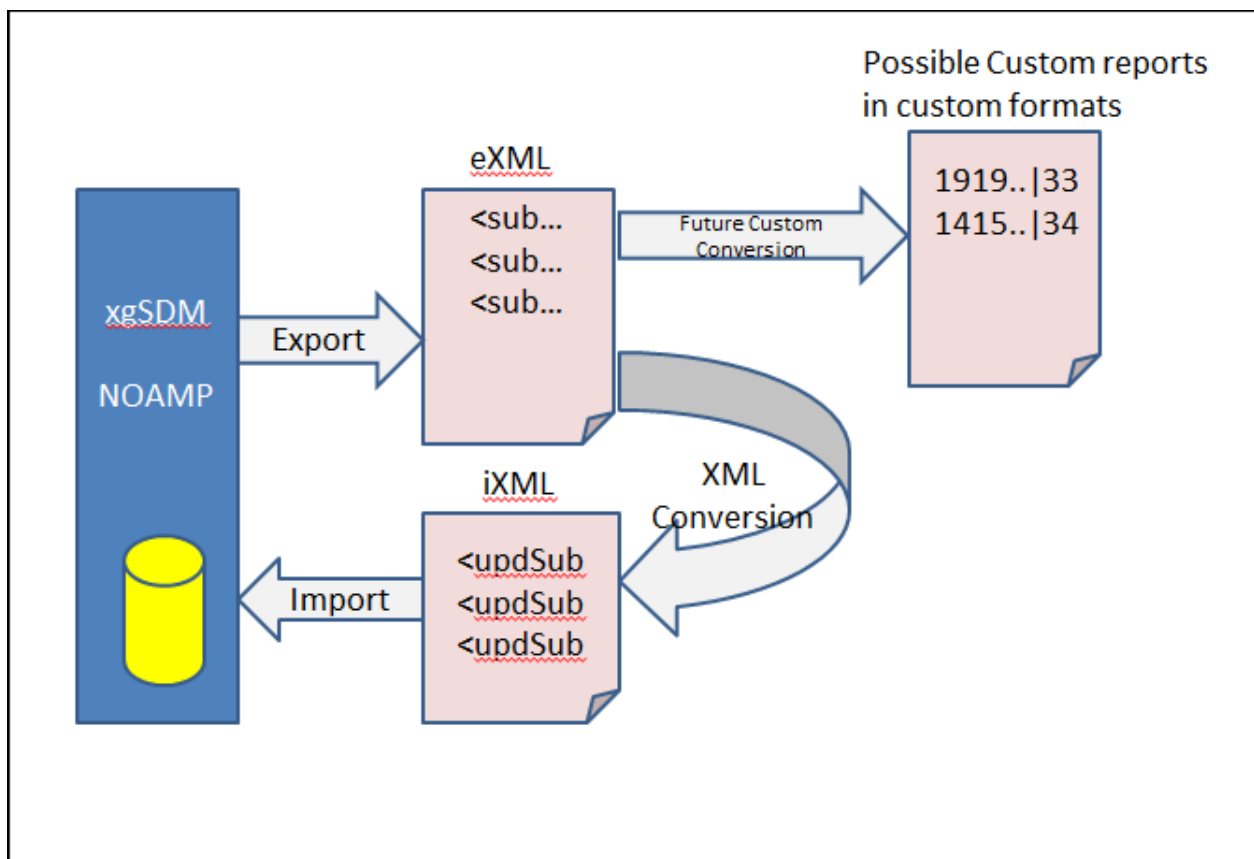 Possible Custom reports
in custom formats
eXML
<sub...
<sub...
<sub...
Future Custom
Conversion
1919..|33
1415..|34
xgSDM
NOAMP
Export
XML
Conversion
iXML
<updSub
<updSub
<updSub
Import